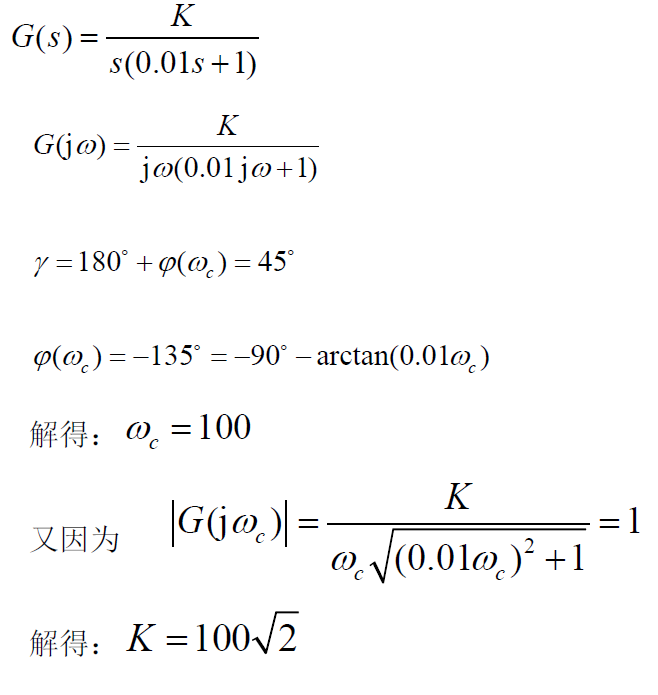 G(s) = K / s(0.01s+1)
G(jω) = K / jω(0.01jω+1)
γ = 180° + φ(ω_c) = 45°
φ(ω_c) = −135° = −90° − arctan(0.01ω_c)
解得： ω_c = 100
又因为 |G(jω_c)| = K / ω_c√((0.01ω_c)² + 1) = 1
解得： K = 100√2